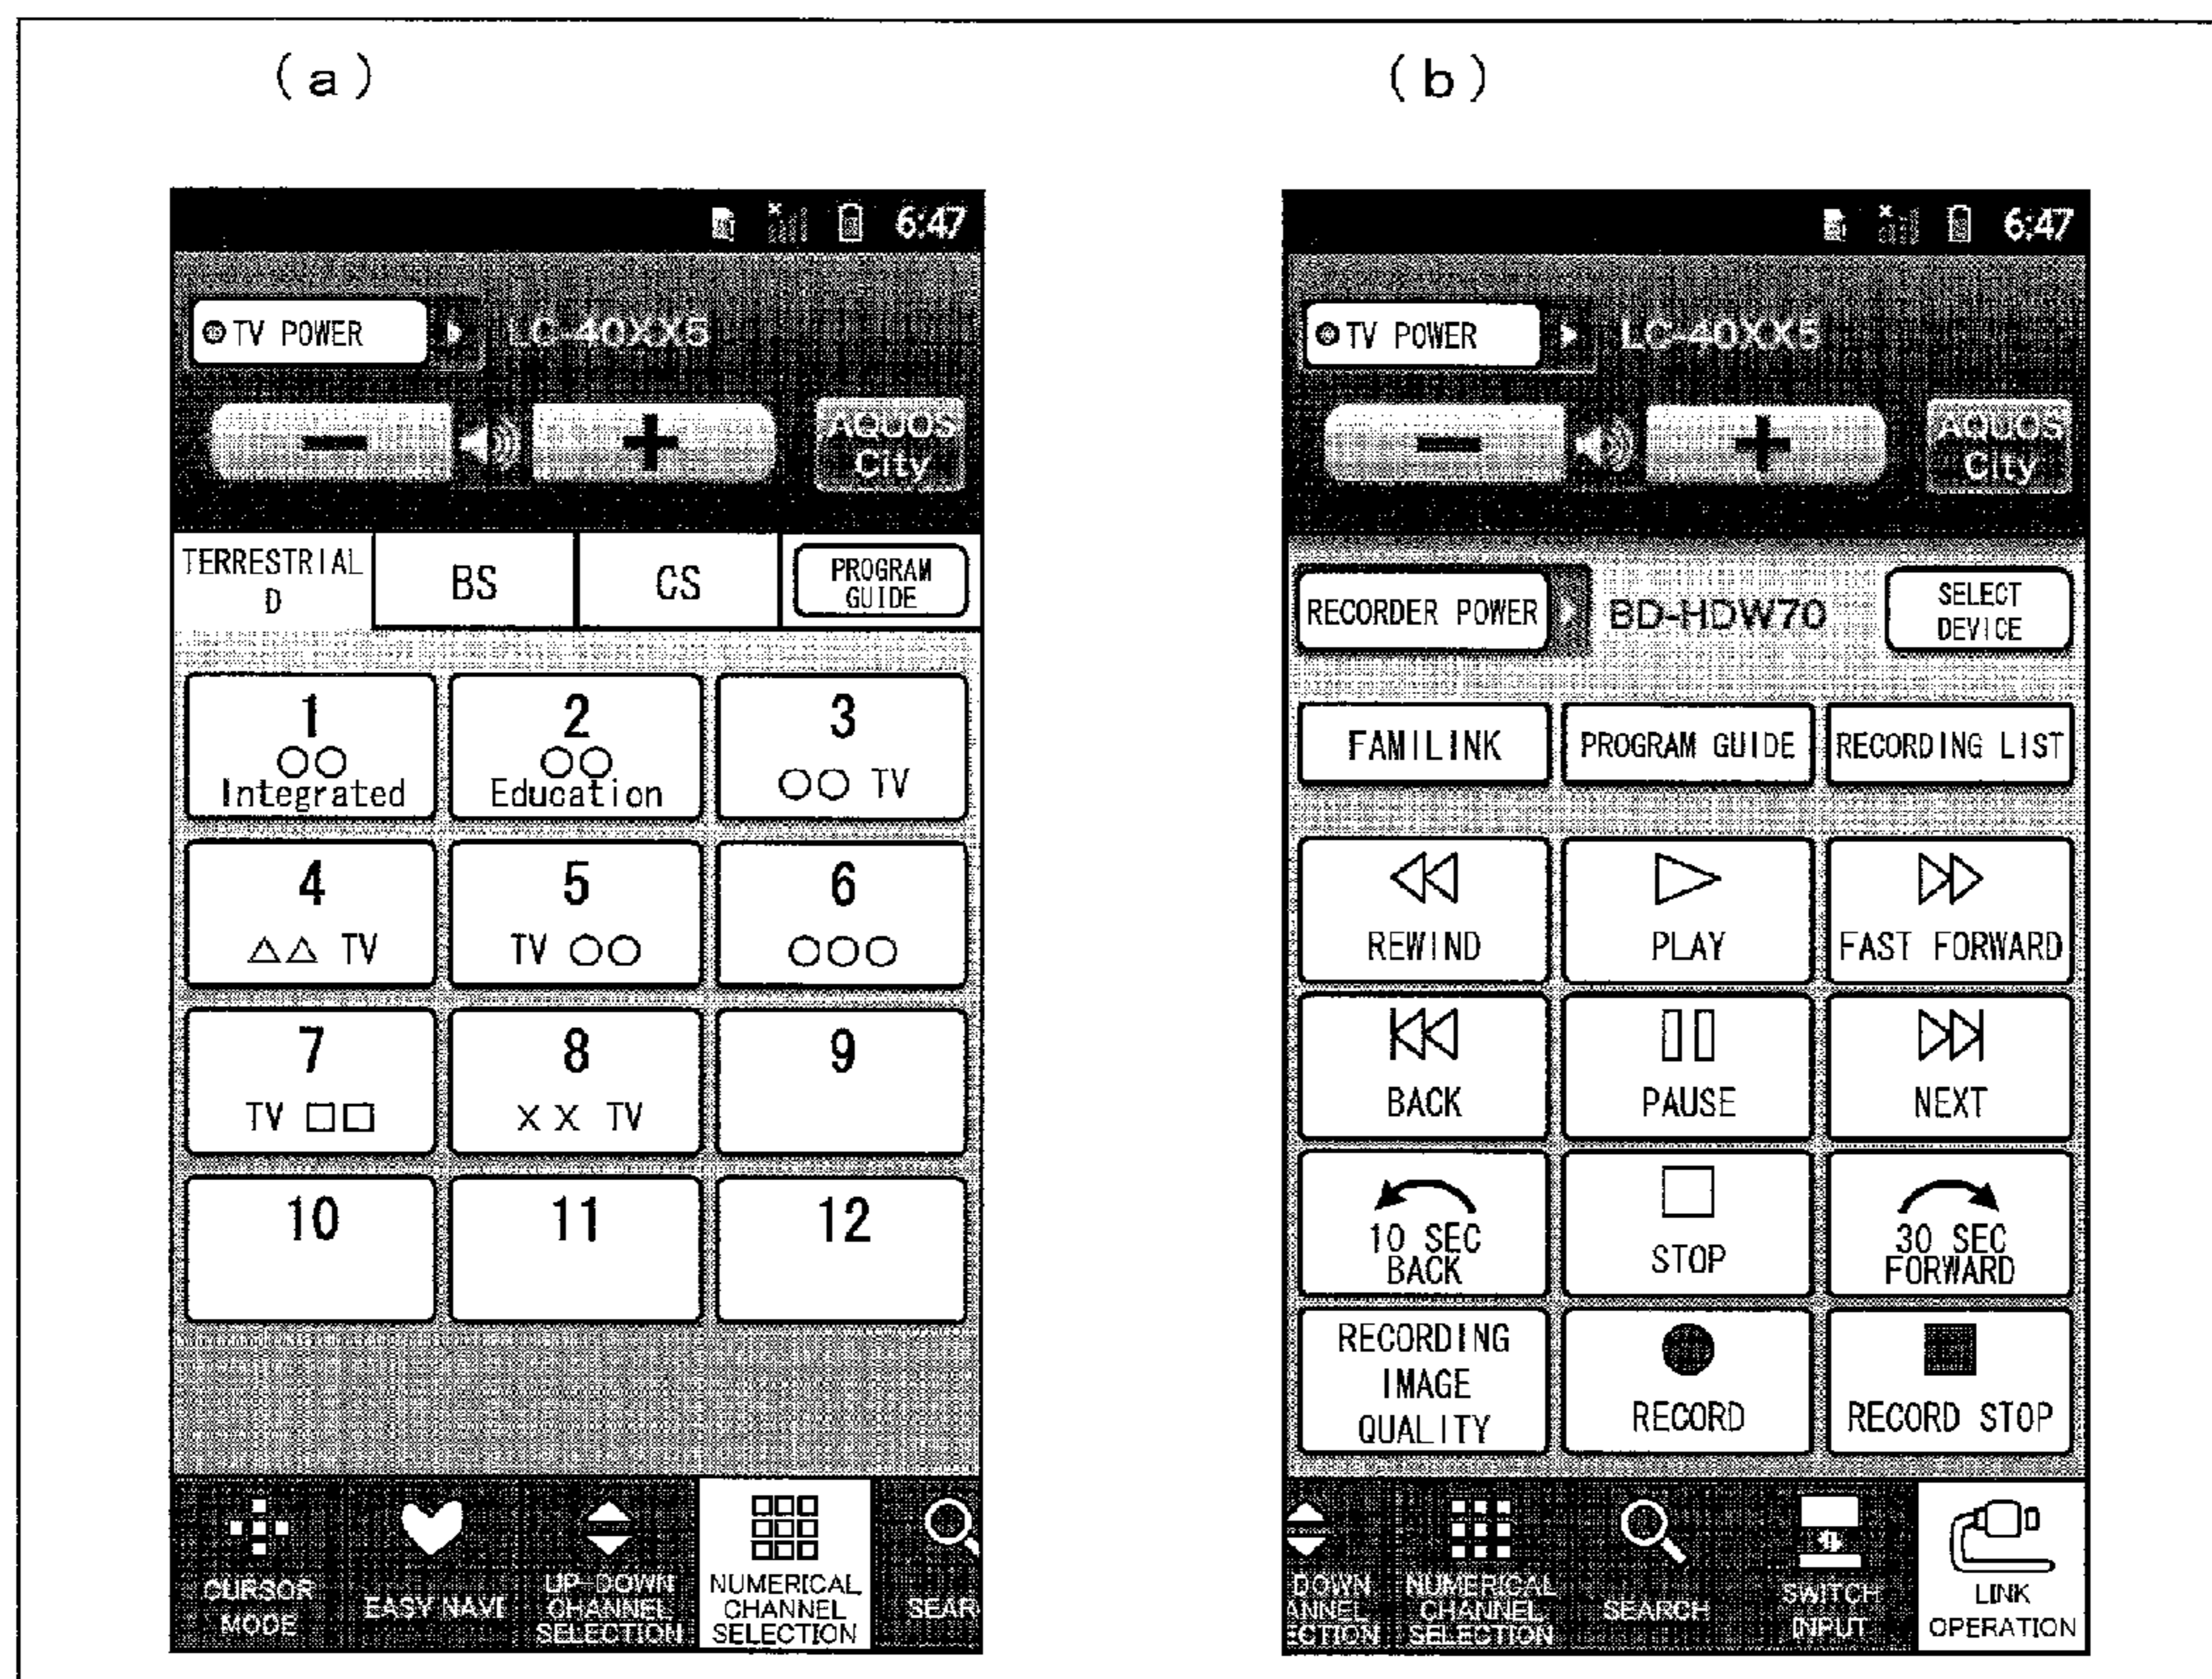 (a)
6:47
TV POWER
LC-40XX5
− +
AQUOS
City
TERRESTRIAL
D
BS
CS
PROGRAM
GUIDE
1
○○
Integrated
2
○○
Education
3
○○ TV
4
△△ TV
5
TV ○○
6
○○○
7
TV □□
8
X X TV
9
10
11
12
CURSOR
MODE
EASY NAVI
UP-DOWN
CHANNEL
SELECTION
NUMERICAL
CHANNEL
SELECTION
SEAR
(b)
6:47
TV POWER
LC-40XX5
− +
AQUOS
City
RECORDER POWER
BD-HDW70
SELECT
DEVICE
FAMILINK
PROGRAM GUIDE
RECORDING LIST
REWIND
PLAY
FAST FORWARD
BACK
PAUSE
NEXT
10 SEC
BACK
STOP
30 SEC
FORWARD
RECORDING
IMAGE
QUALITY
RECORD
RECORD STOP
DOWN
ANNEL
ECTION
NUMERICAL
CHANNEL
SELECTION
SEARCH
SWITCH
INPUT
LINK
OPERATION